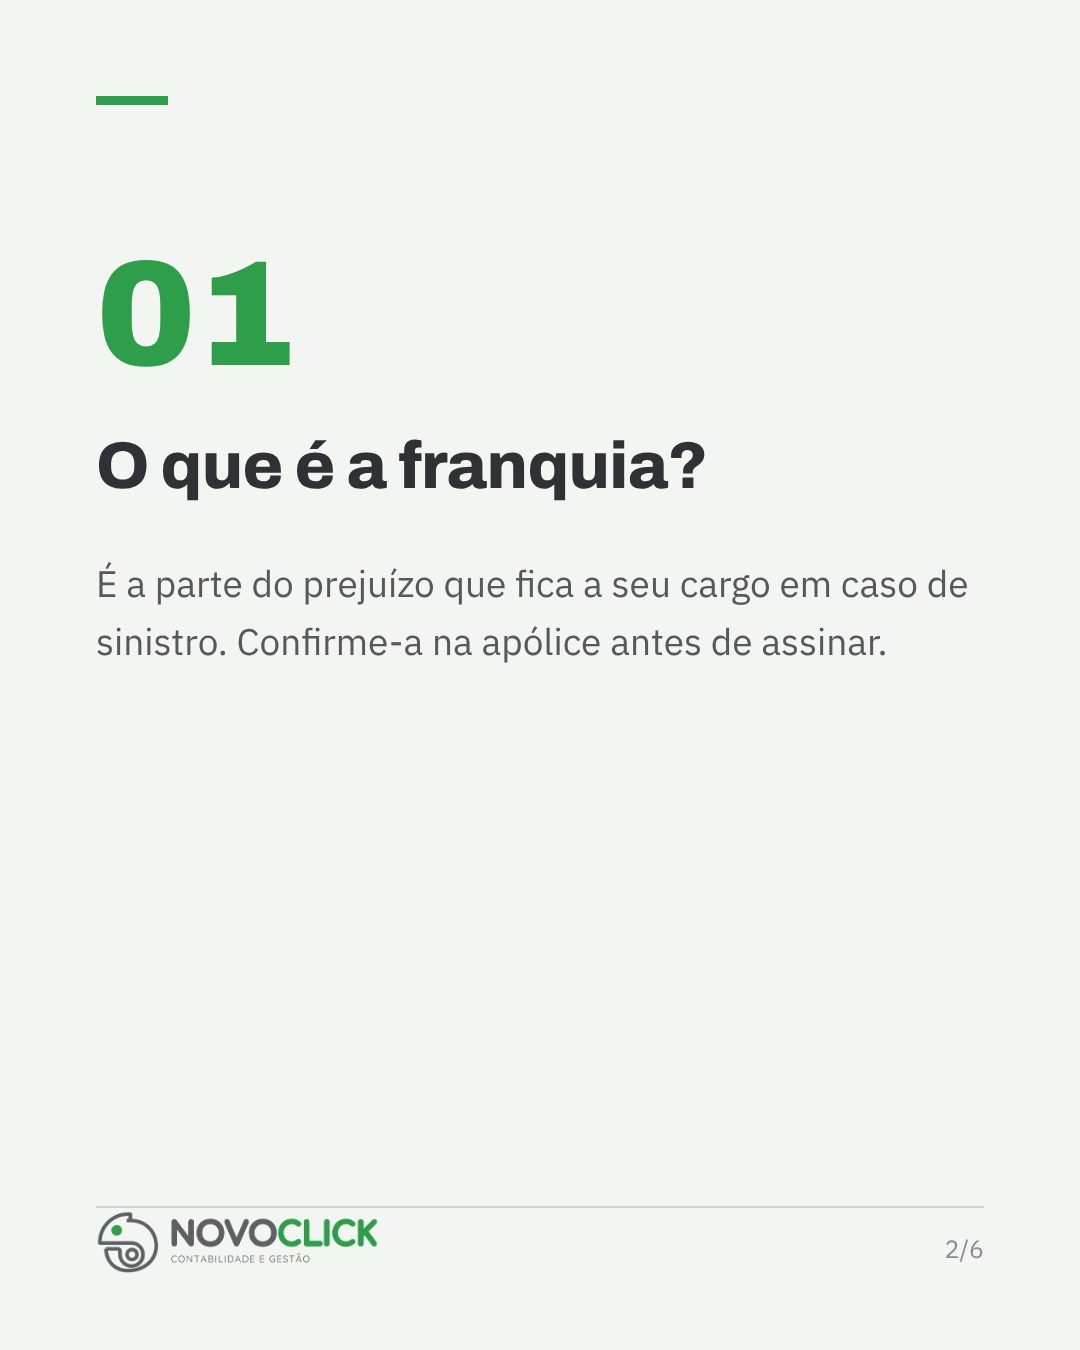 01
O que é a franquia?
É a parte do prejuízo que fica a seu cargo em caso de
sinistro. Confirme-a na apólice antes de assinar.
NOVOCLICK
CONTABILIDADE E GESTÃO
2/6